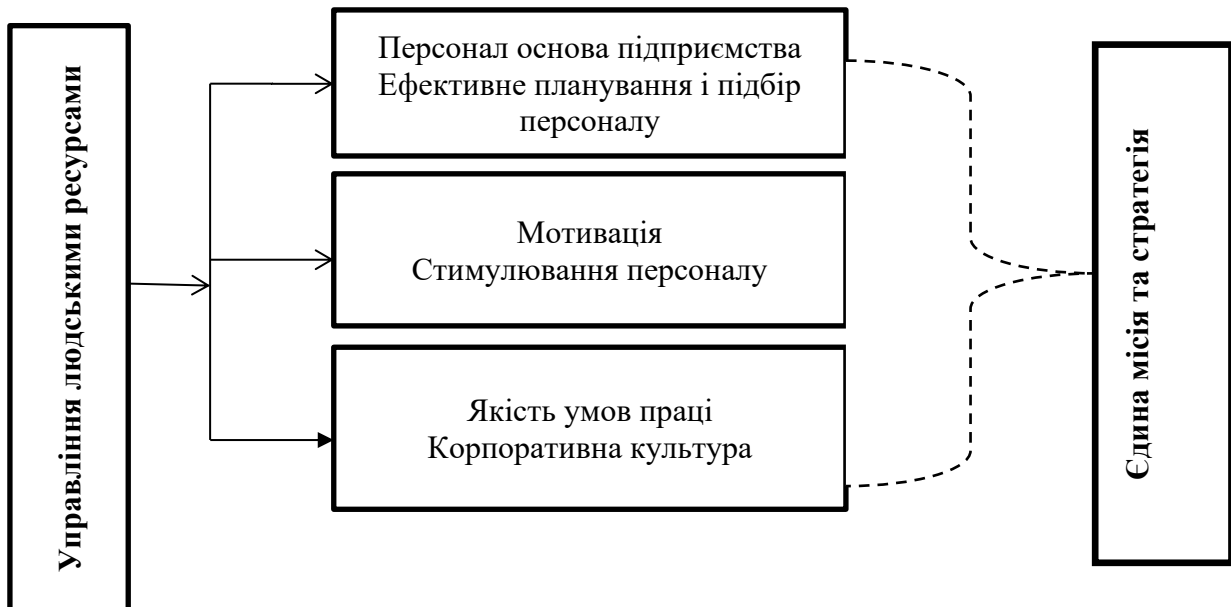 Управління людськими ресурсами
Персонал основа підприємства
Ефективне планування і підбір
персоналу
Мотивація
Стимулювання персоналу
Якість умов праці
Корпоративна культура
Єдина місія та стратегія